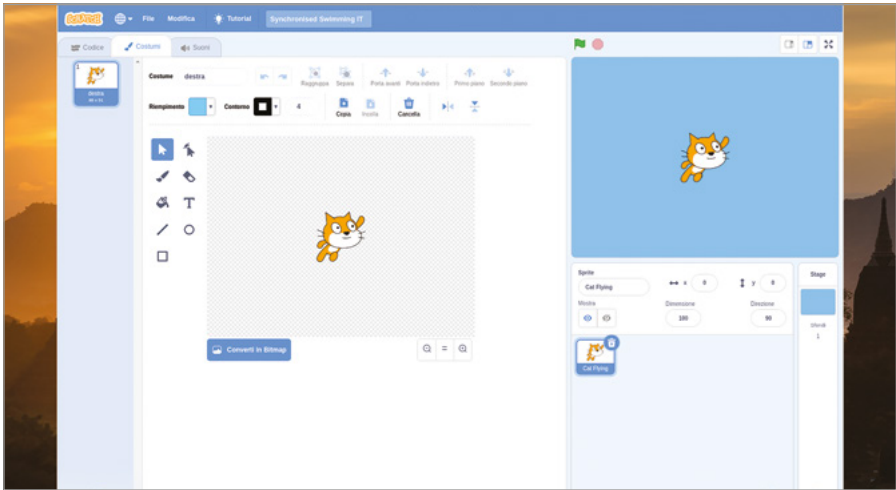 SCRATCH File Modifica Tutorial Synchronised Swimming IT
Codice Costumi Suoni
1
destra
Costume destra
Raggruppa Separa Porta avanti Porta indietro Primo piano Secondo piano
Riempimento Contorno 4 Copia Incolla Cancella
T
Converti in Bitmap
=
Sprite
Cat Flying
x 0 y 0
Mostra Dimensione Direzione
100 90
Cat Flying
Stage
Sfondi
1